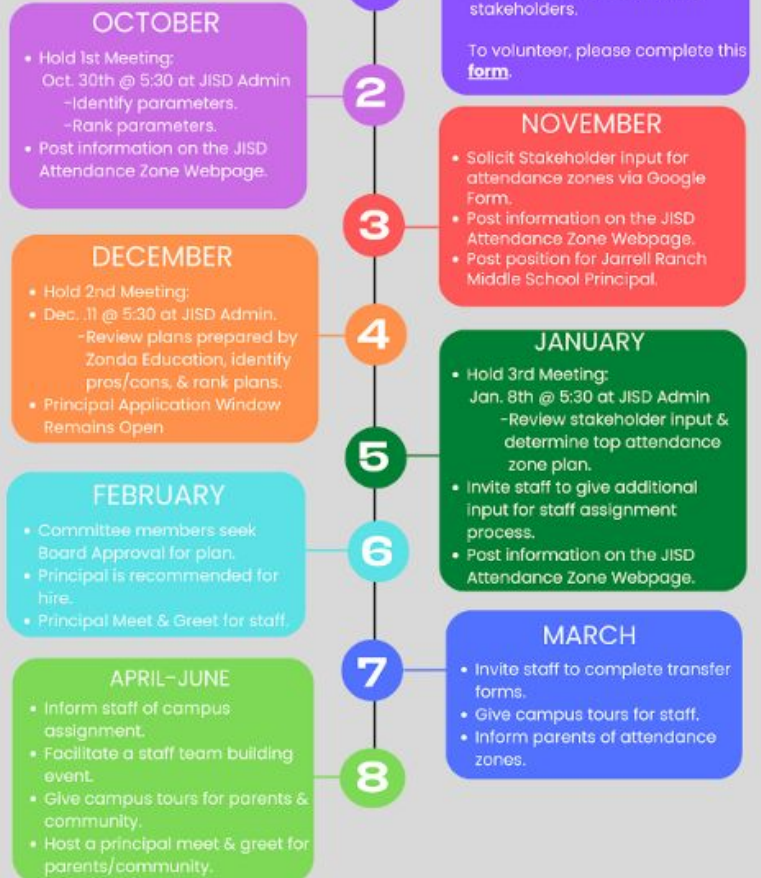 stakeholders.
To volunteer, please complete this
form.
OCTOBER
• Hold 1st Meeting:
Oct. 30th @ 5:30 at JISD Admin
-Identify parameters.
-Rank parameters.
• Post information on the JISD
Attendance Zone Webpage.
2
NOVEMBER
• Solicit Stakeholder input for
attendance zones via Google
Form.
• Post information on the JISD
Attendance Zone Webpage.
• Post position for Jarrell Ranch
Middle School Principal.
3
DECEMBER
• Hold 2nd Meeting:
• Dec. .11 @ 5:30 at JISD Admin.
-Review plans prepared by
Zonda Education, identify
pros/cons, & rank plans.
• Principal Application Window
Remains Open
4
JANUARY
• Hold 3rd Meeting:
Jan. 8th @ 5:30 at JISD Admin
-Review stakeholder input &
determine top attendance
zone plan.
• Invite staff to give additional
input for staff assignment
process.
• Post information on the JISD
Attendance Zone Webpage.
5
FEBRUARY
• Committee members seek
Board Approval for plan.
• Principal is recommended for
hire.
• Principal Meet & Greet for staff.
6
MARCH
• Invite staff to complete transfer
forms.
• Give campus tours for staff.
• Inform parents of attendance
zones.
7
APRIL-JUNE
• Inform staff of campus
assignment.
• Facilitate a staff team building
event.
• Give campus tours for parents &
community.
• Host a principal meet & greet for
parents/community.
8